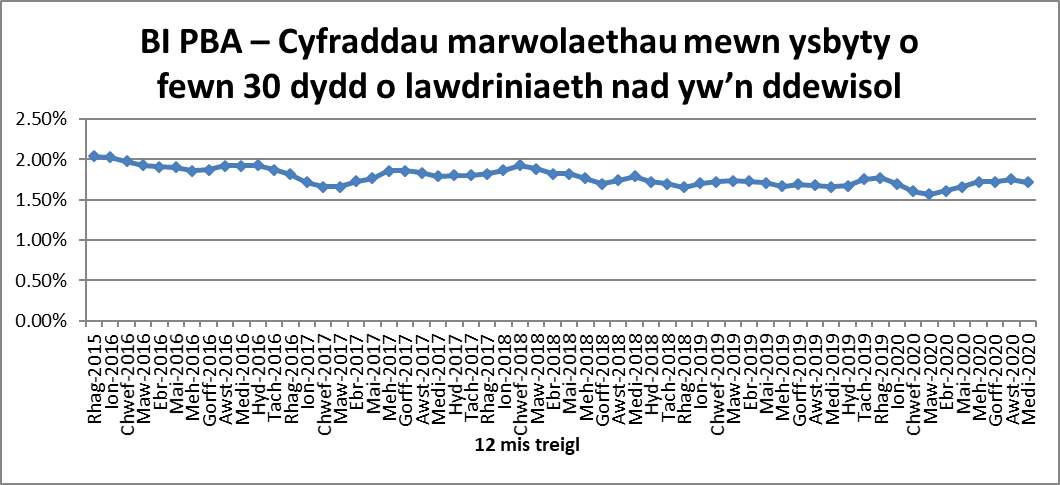 BI PBA – Cyfraddau marwolaethau mewn ysbyty o
fewn 30 dydd o lawdriniaeth nad yw’n ddewisol
2.50%
2.00%
1.50%
1.00%
0.50%
0.00%
Rhag-2015
Ion-2016
Chwef-2016
Maw-2016
Ebr-2016
Mai-2016
Meh-2016
Gorff-2016
Awst-2016
Medi-2016
Hyd-2016
Tach-2016
Rhag-2016
Ion-2017
Chwef-2017
Maw-2017
Ebr-2017
Mai-2017
Meh-2017
Gorff-2017
Awst-2017
Medi-2017
Hyd-2017
Tach-2017
Rhag-2017
Ion-2018
Chwef-2018
Maw-2018
Ebr-2018
Mai-2018
Meh-2018
Gorff-2018
Awst-2018
Medi-2018
Hyd-2018
Tach-2018
Rhag-2018
Ion-2019
Chwef-2019
Maw-2019
Ebr-2019
Mai-2019
Meh-2019
Gorff-2019
Awst-2019
Medi-2019
Hyd-2019
Tach-2019
Rhag-2019
Ion-2020
Chwef-2020
Maw-2020
Ebr-2020
Mai-2020
Meh-2020
Gorff-2020
Awst-2020
Medi-2020
12 mis treigl